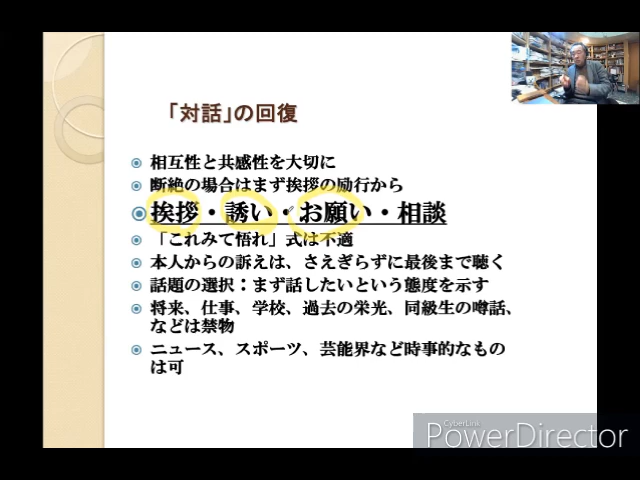 「対話」の回復
相互性と共感性を大切に
断絶の場合はまず挨拶の励行から
挨拶・誘い・お願い・相談
「これみて悟れ」式は不適
本人からの訴えは、さえぎらずに最後まで聴く
話題の選択：まず話したいという態度を示す
将来、仕事、学校、過去の栄光、同級生の噂話、
などは禁物
ニュース、スポーツ、芸能界など時事的なもの
は可
CyberLink
PowerDirector